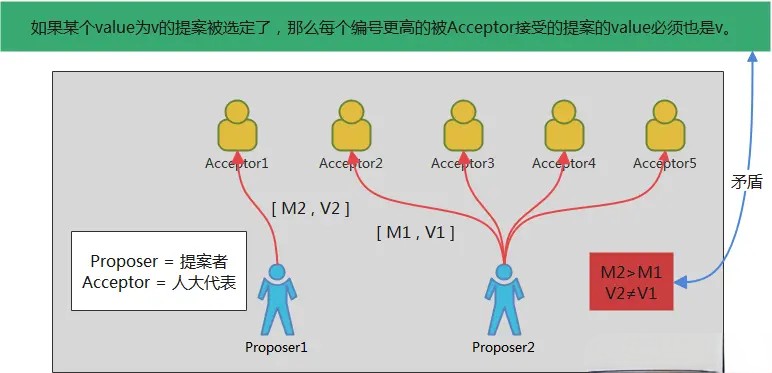 如果某个value为v的提案被选定了，那么每个编号更高的被Acceptor接受的提案的value必须也是v。
Acceptor1
Acceptor2
Acceptor3
Acceptor4
Acceptor5
矛盾
[ M2 , V2 ]
[ M1 , V1 ]
Proposer = 提案者
Acceptor = 人大代表
M2>M1
V2≠V1
Proposer1
Proposer2